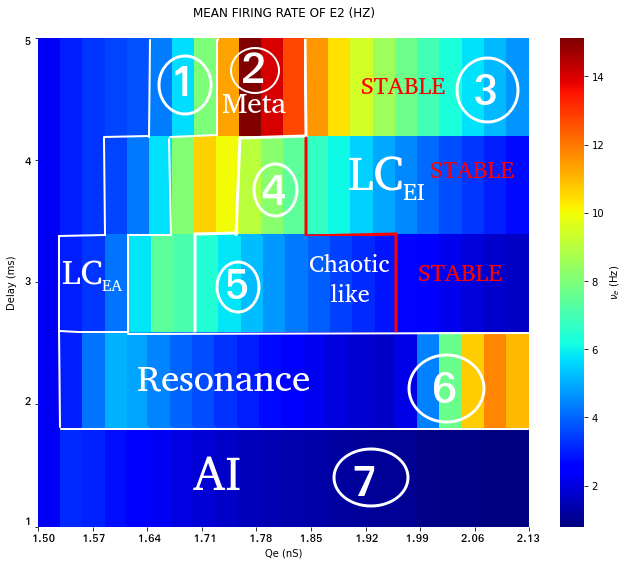 MEAN FIRING RATE OF E2 (HZ)
5
4
3
2
1
Delay (ms)
1
2
Meta
STABLE
3
4
LC EI
STABLE
LC EA
5
Chaotic
like
STABLE
Resonance
6
AI
7
1.50 1.57 1.64 1.71 1.78 1.85 1.92 1.99 2.06 2.13
Qe (nS)
14
12
10
8
6
4
2
νe (Hz)